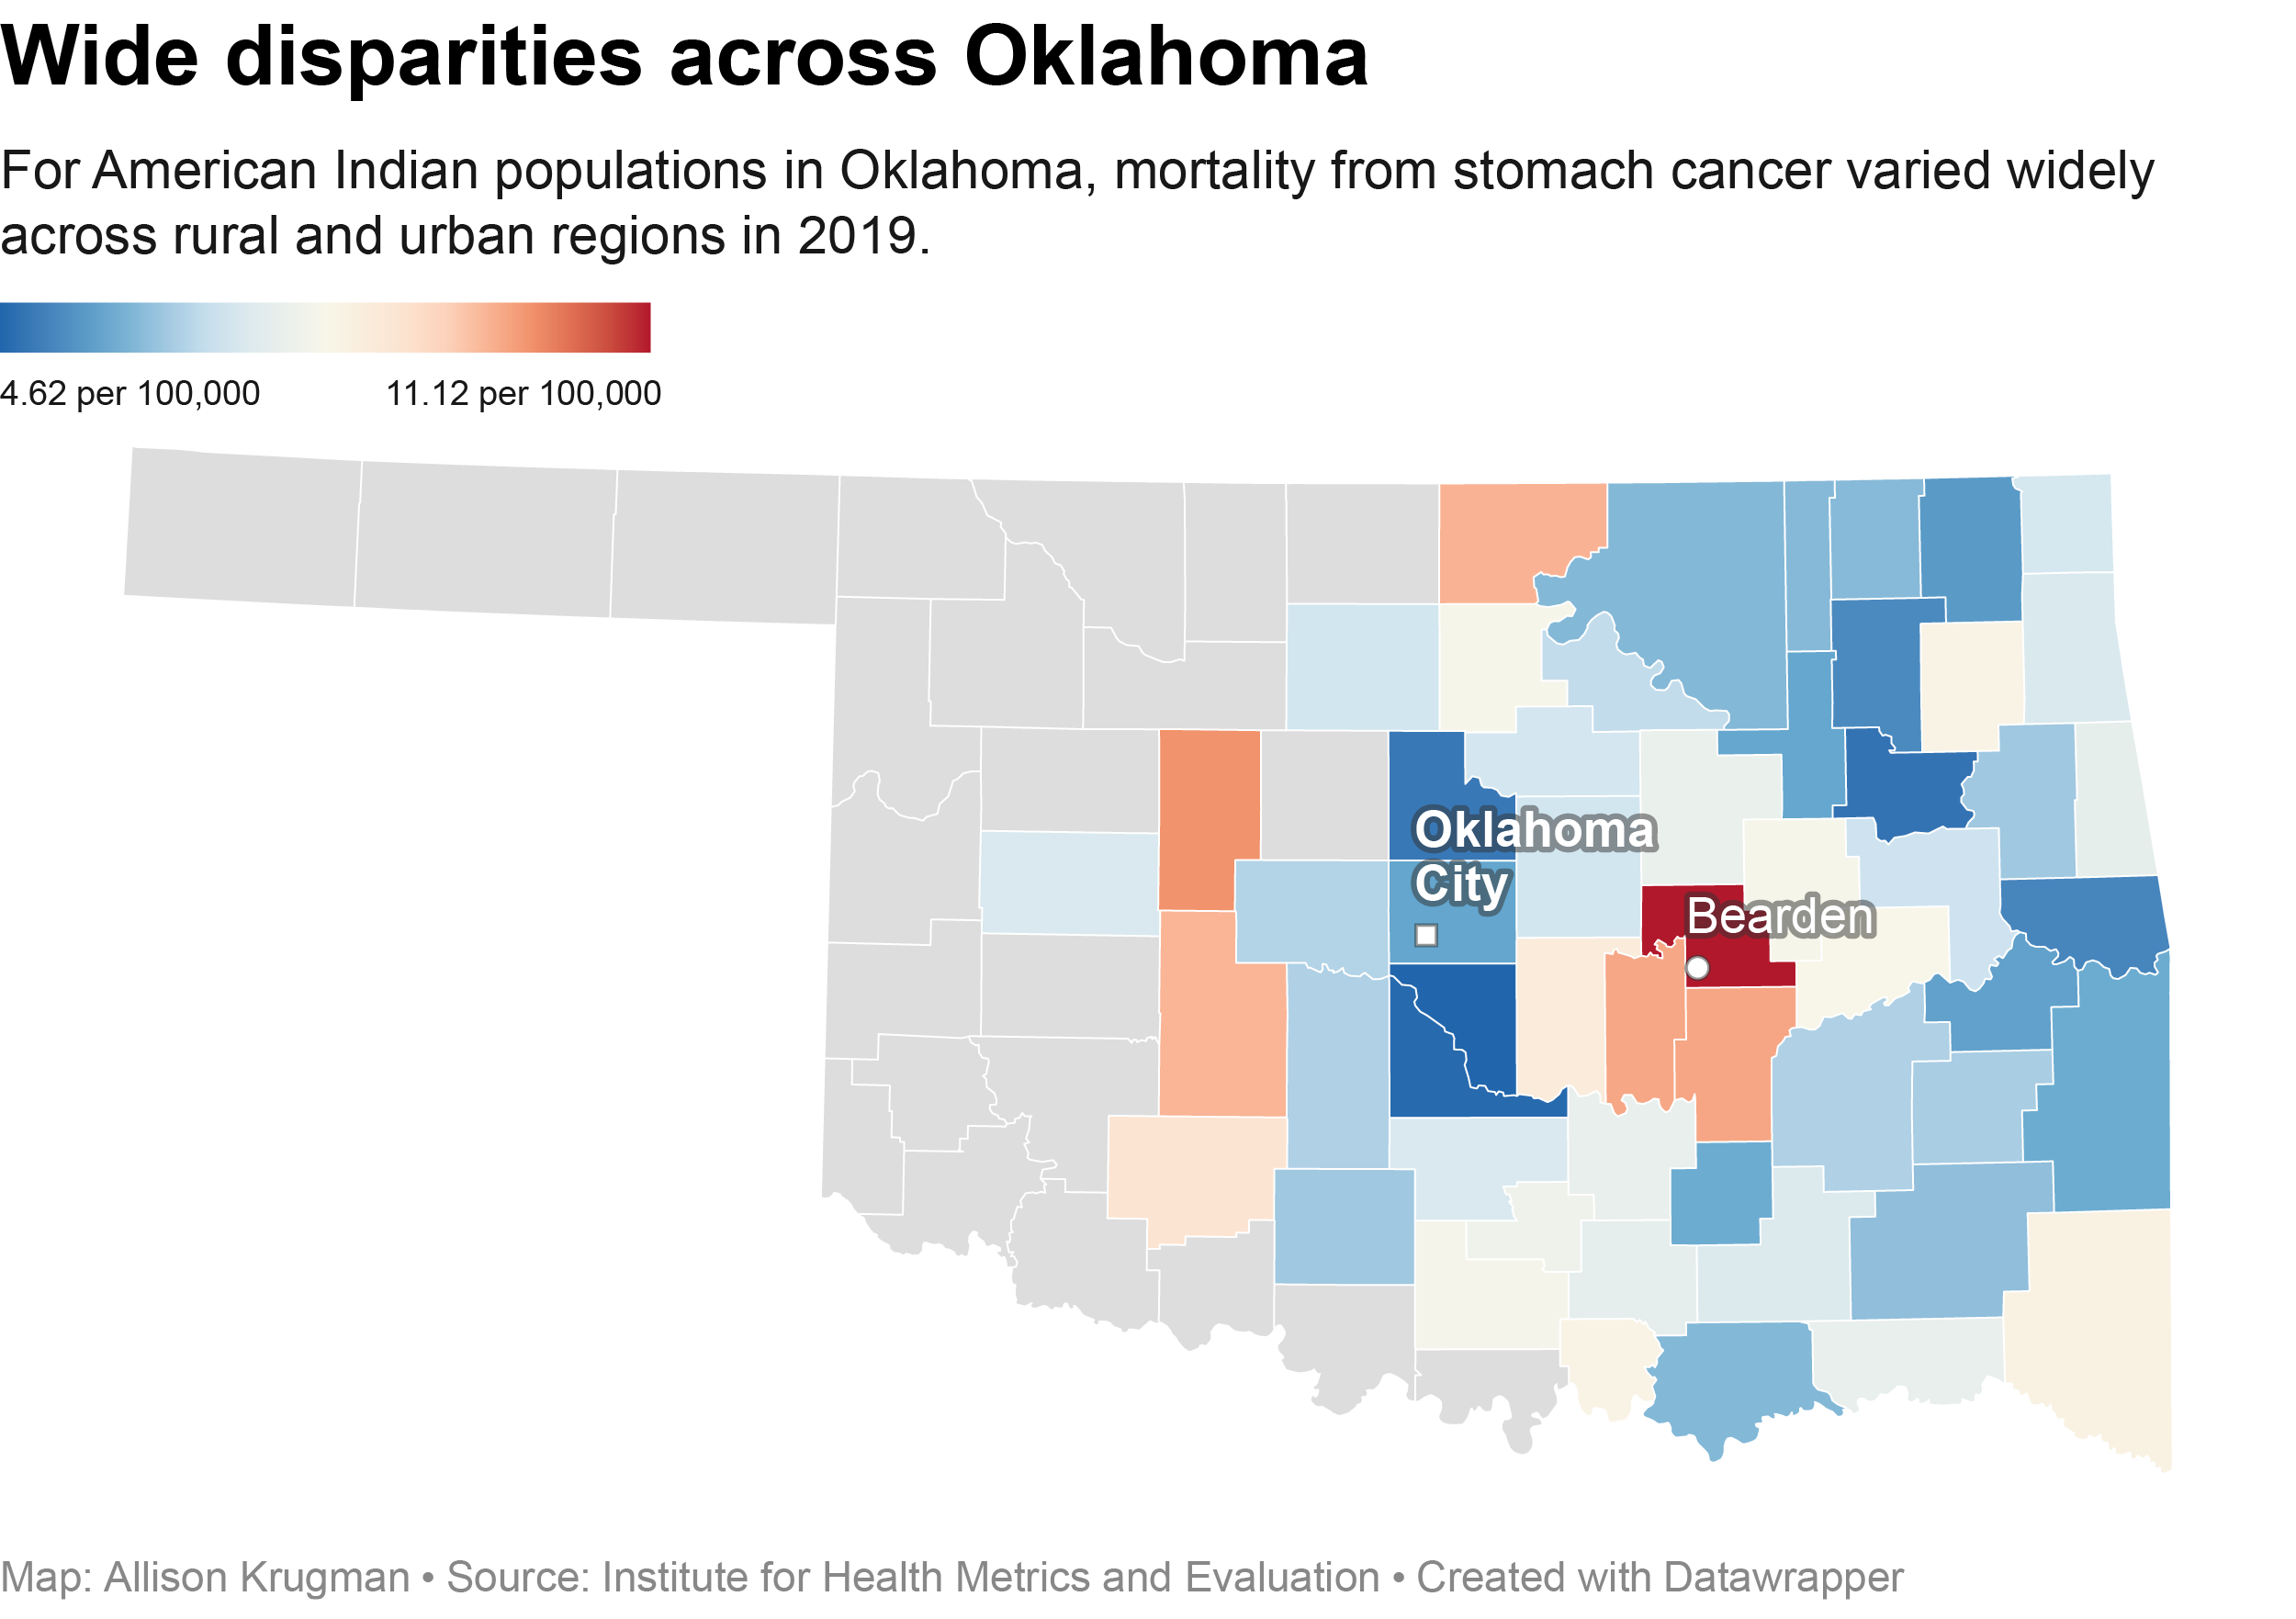 Wide disparities across Oklahoma
For American Indian populations in Oklahoma, mortality from stomach cancer varied widely
across rural and urban regions in 2019.
4.62 per 100,000 11.12 per 100,000
Oklahoma
City
Bearden
Map: Allison Krugman • Source: Institute for Health Metrics and Evaluation • Created with Datawrapper